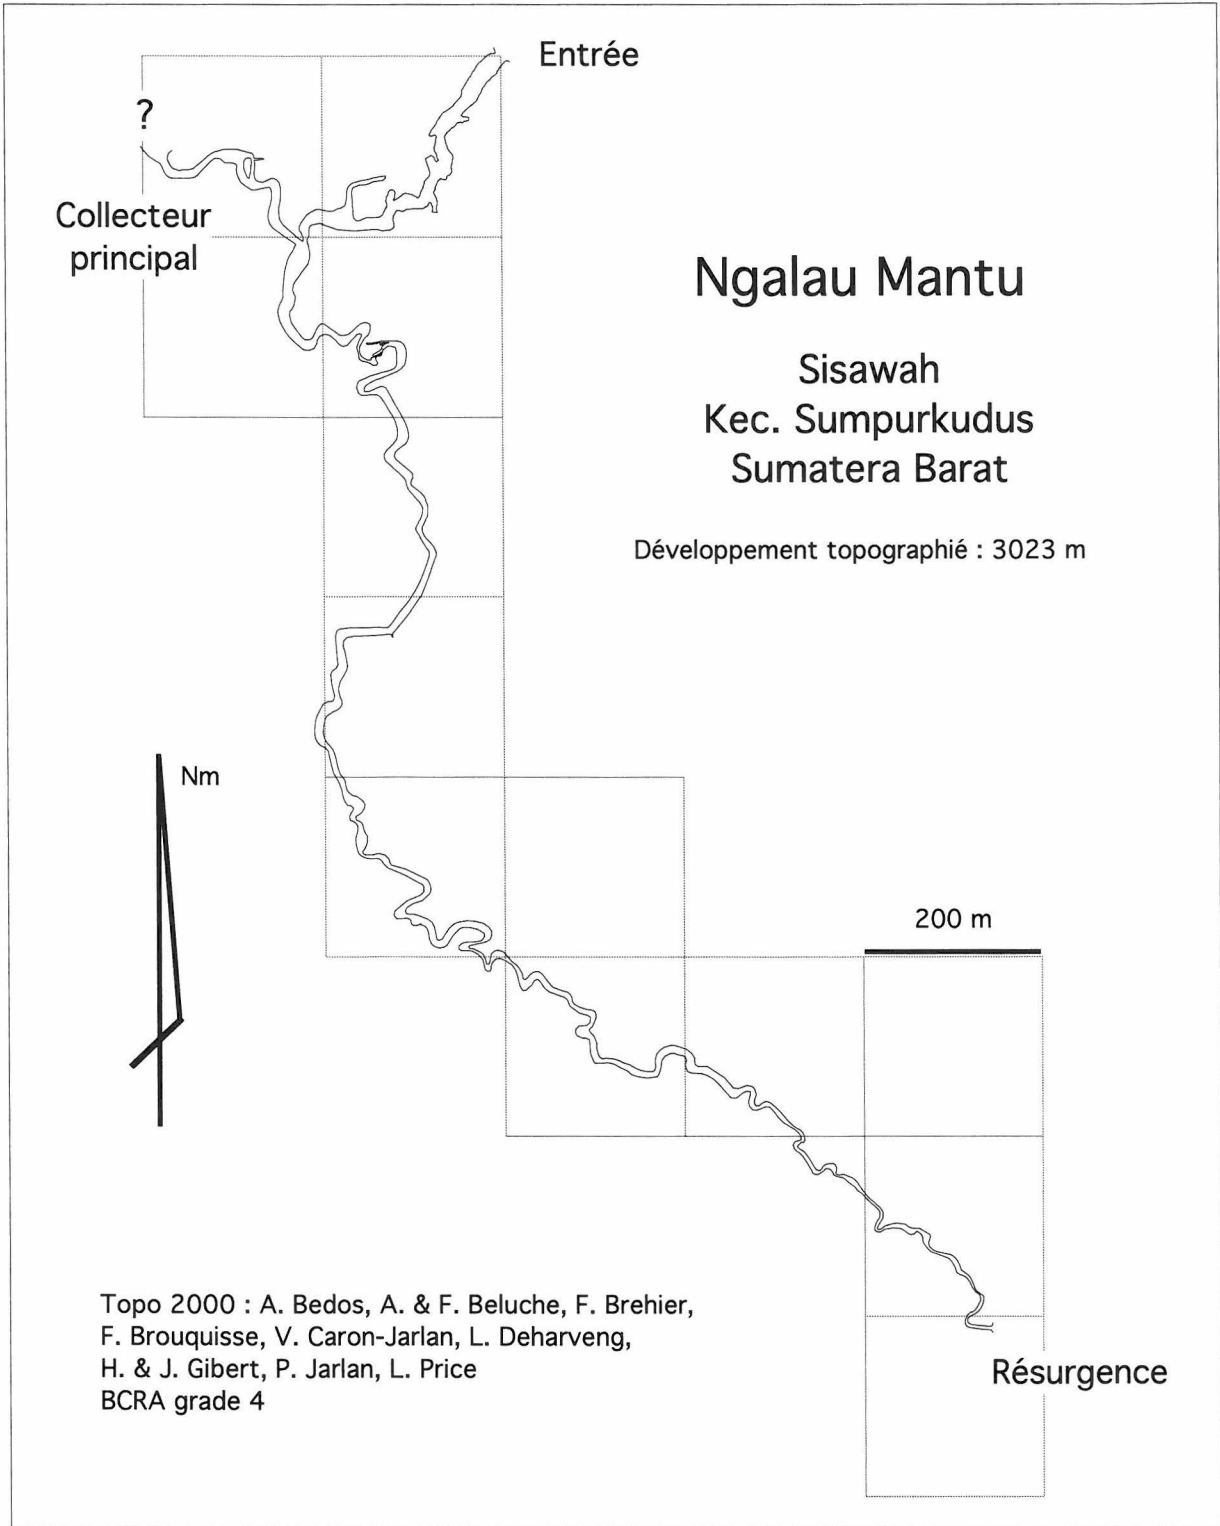 Entrée
?
Collecteur
principal
Ngalau Mantu
Sisawah
Kec. Sumpurkudus
Sumatera Barat
Développement topographié : 3023 m
Nm
200 m
Topo 2000 : A. Bedos, A. & F. Beluche, F. Brehier,
F. Brouquisse, V. Caron-Jarlan, L. Deharveng,
H. & J. Gibert, P. Jarlan, L. Price
BCRA grade 4
Résurgence